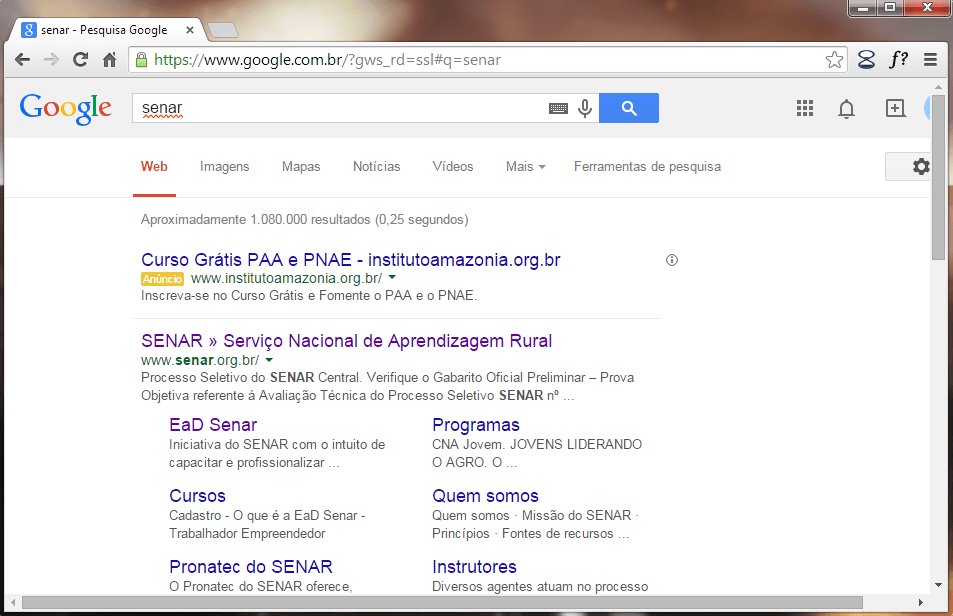 senar - Pesquisa Google
https://www.google.com.br/?gws_rd=ssl#q=senar
f?
Google
senar
Web Imagens Mapas Notícias Vídeos Mais Ferramentas de pesquisa
Aproximadamente 1.080.000 resultados (0,25 segundos)
Curso Grátis PAA e PNAE - institutoamazonia.org.br
Anúncio www.institutoamazonia.org.br/
Inscreva-se no Curso Grátis e Fomente o PAA e o PNAE.
SENAR » Serviço Nacional de Aprendizagem Rural
www.senar.org.br/
Processo Seletivo do SENAR Central. Verifique o Gabarito Oficial Preliminar – Prova
Objetiva referente à Avaliação Técnica do Processo Seletivo SENAR nº ...
EaD Senar
Iniciativa do SENAR com o intuito de
capacitar e profissionalizar ...
Programas
CNA Jovem. JOVENS LIDERANDO
O AGRO. O ...
Cursos
Cadastro - O que é a EaD Senar -
Trabalhador Empreendedor
Quem somos
Quem somos · Missão do SENAR ·
Princípios · Fontes de recursos ...
Pronatec do SENAR
O Pronatec do SENAR oferece,
Instrutores
Diversos agentes atuam no processo